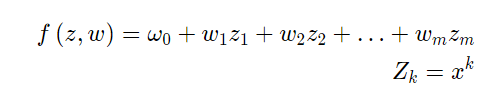 f (z, w) = ω₀ + w₁z₁ + w₂z₂ + … + wₘzₘ
Zₖ = xᵏ